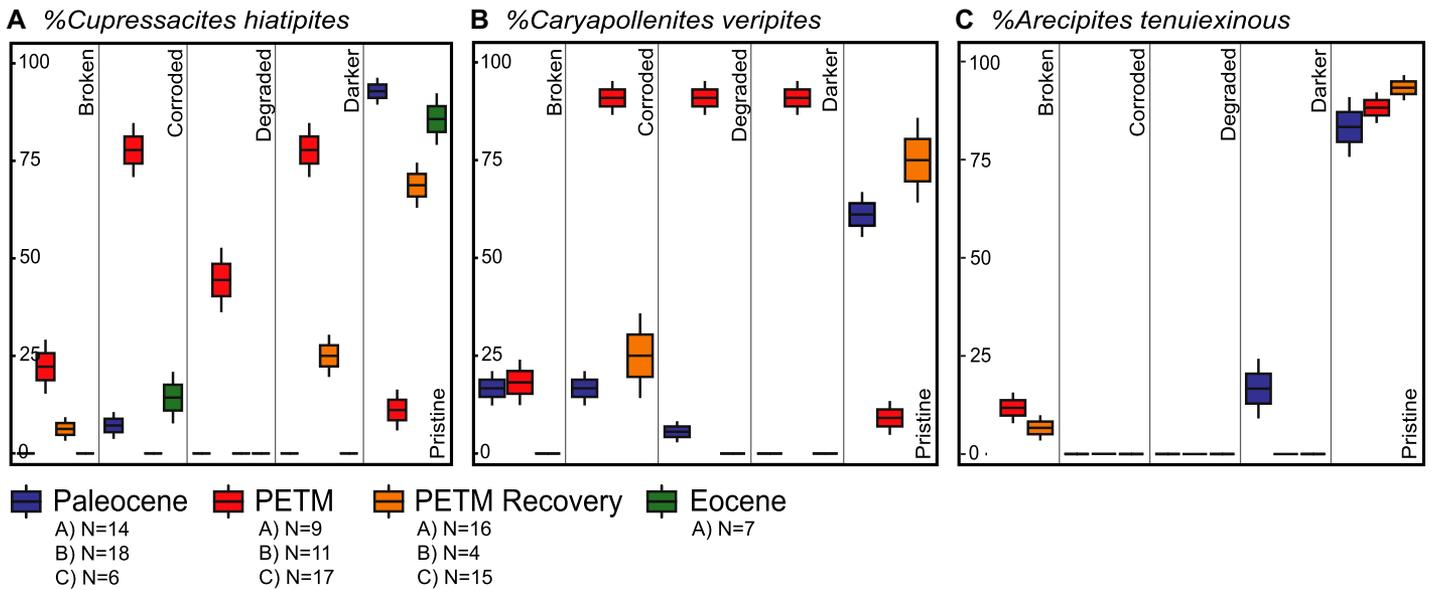 A %Cupressacites hiatipites
B %Caryapollenites veripites
C %Arecipites tenuiexinous
100
75
50
25
0
Broken
Corroded
Degraded
Darker
Pristine
100
75
50
25
0
Broken
Corroded
Degraded
Darker
Pristine
100
75
50
25
0
Broken
Corroded
Degraded
Darker
Pristine
Paleocene
A) N=14
B) N=18
C) N=6
PETM
A) N=9
B) N=11
C) N=17
PETM Recovery
A) N=16
B) N=4
C) N=15
Eocene
A) N=7